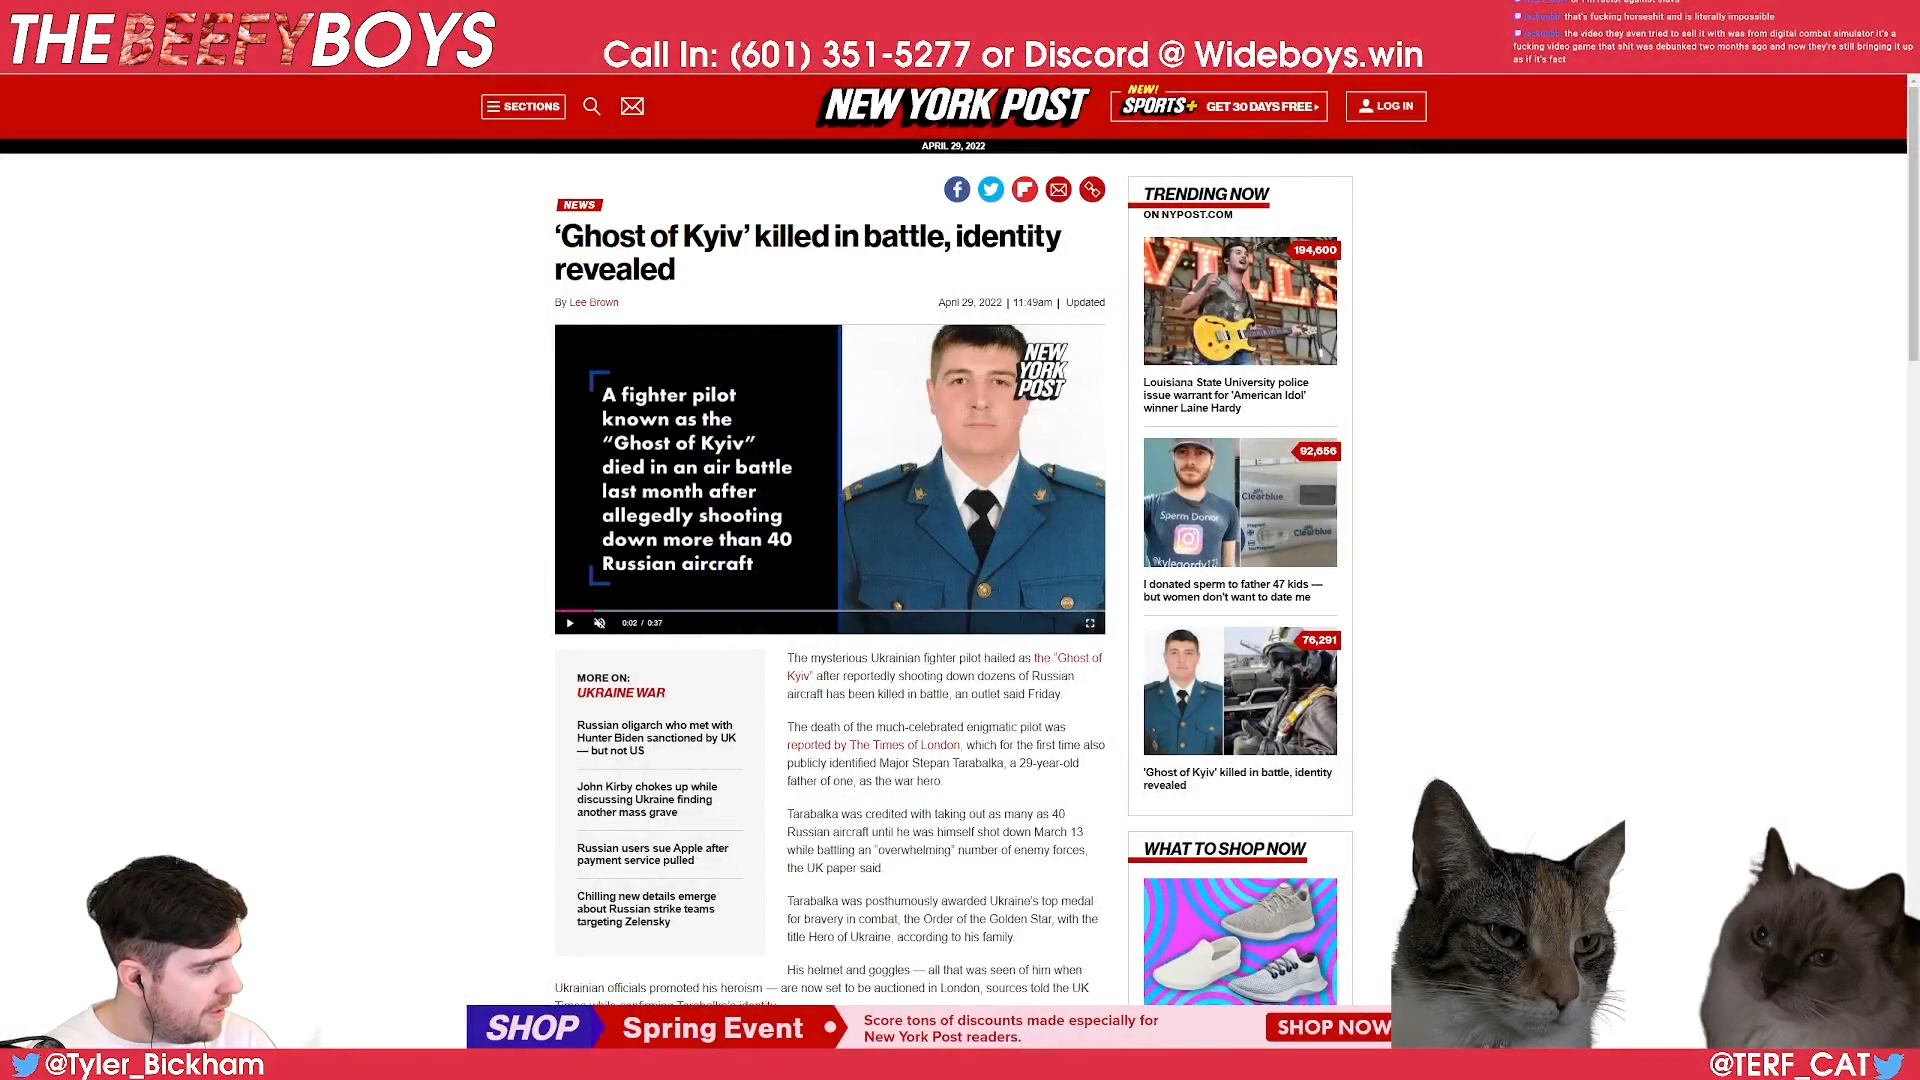 THE BEEFY BOYS
Call In: (601) 351-5277 or Discord @ Wideboys.win
that's fucking horseshit and is literally impossible
the video they even tried to sell it with was from digital combat simulator it's a
fucking video game that shit was debunked two months ago and now they're still bringing it up
as if it's fact
SECTIONS
NEW YORK POST
NEW!
SPORTS+ GET 30 DAYS FREE
LOG IN
APRIL 29, 2022
NEWS
‘Ghost of Kyiv’ killed in battle, identity
revealed
By Lee Brown
April 29, 2022 | 11:49am | Updated
A fighter pilot
known as the
“Ghost of Kyiv”
died in an air battle
last month after
allegedly shooting
down more than 40
Russian aircraft
NEW
YORK
POST
0:02 / 0:37
MORE ON:
UKRAINE WAR
Russian oligarch who met with
Hunter Biden sanctioned by UK
— but not US
John Kirby chokes up while
discussing Ukraine finding
another mass grave
Russian users sue Apple after
payment service pulled
Chilling new details emerge
about Russian strike teams
targeting Zelensky
The mysterious Ukrainian fighter pilot hailed as the “Ghost of
Kyiv” after reportedly shooting down dozens of Russian
aircraft has been killed in battle, an outlet said Friday.
The death of the much-celebrated enigmatic pilot was
reported by The Times of London, which for the first time also
publicly identified Major Stepan Tarabalka, a 29-year-old
father of one, as the war hero.
Tarabalka was credited with taking out as many as 40
Russian aircraft until he was himself shot down March 13
while battling an “overwhelming” number of enemy forces,
the UK paper said.
Tarabalka was posthumously awarded Ukraine’s top medal
for bravery in combat, the Order of the Golden Star, with the
title Hero of Ukraine, according to his family.
His helmet and goggles — all that was seen of him when
Ukrainian officials promoted his heroism — are now set to be auctioned in London, sources told the UK
TRENDING NOW
ON NYPOST.COM
194,600
VILLE
Louisiana State University police
issue warrant for 'American Idol'
winner Laine Hardy
92,656
Sperm Donor
@kylegordy123
Clearblue
Clearblue
I donated sperm to father 47 kids —
but women don't want to date me
76,291
'Ghost of Kyiv' killed in battle, identity
revealed
WHAT TO SHOP NOW
SHOP Spring Event
Score tons of discounts made especially for
New York Post readers.
SHOP NOW
@Tyler_Bickham
@TERF_CAT